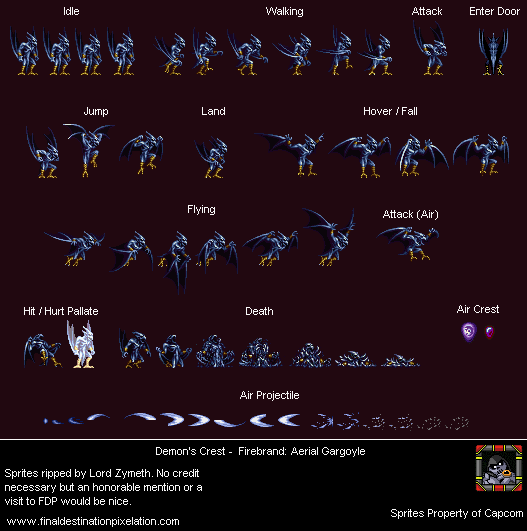 Idle
Walking
Attack
Enter Door
Jump
Land
Hover / Fall
Flying
Attack (Air)
Hit / Hurt Pallate
Death
Air Crest
Air Projectile
Demon's Crest - Firebrand: Aerial Gargoyle
Sprites ripped by Lord Zymeth. No credit
necessary but an honorable mention or a
visit to FDP would be nice.
www.finaldestinationpixelation.com
Sprites Property of Capcom